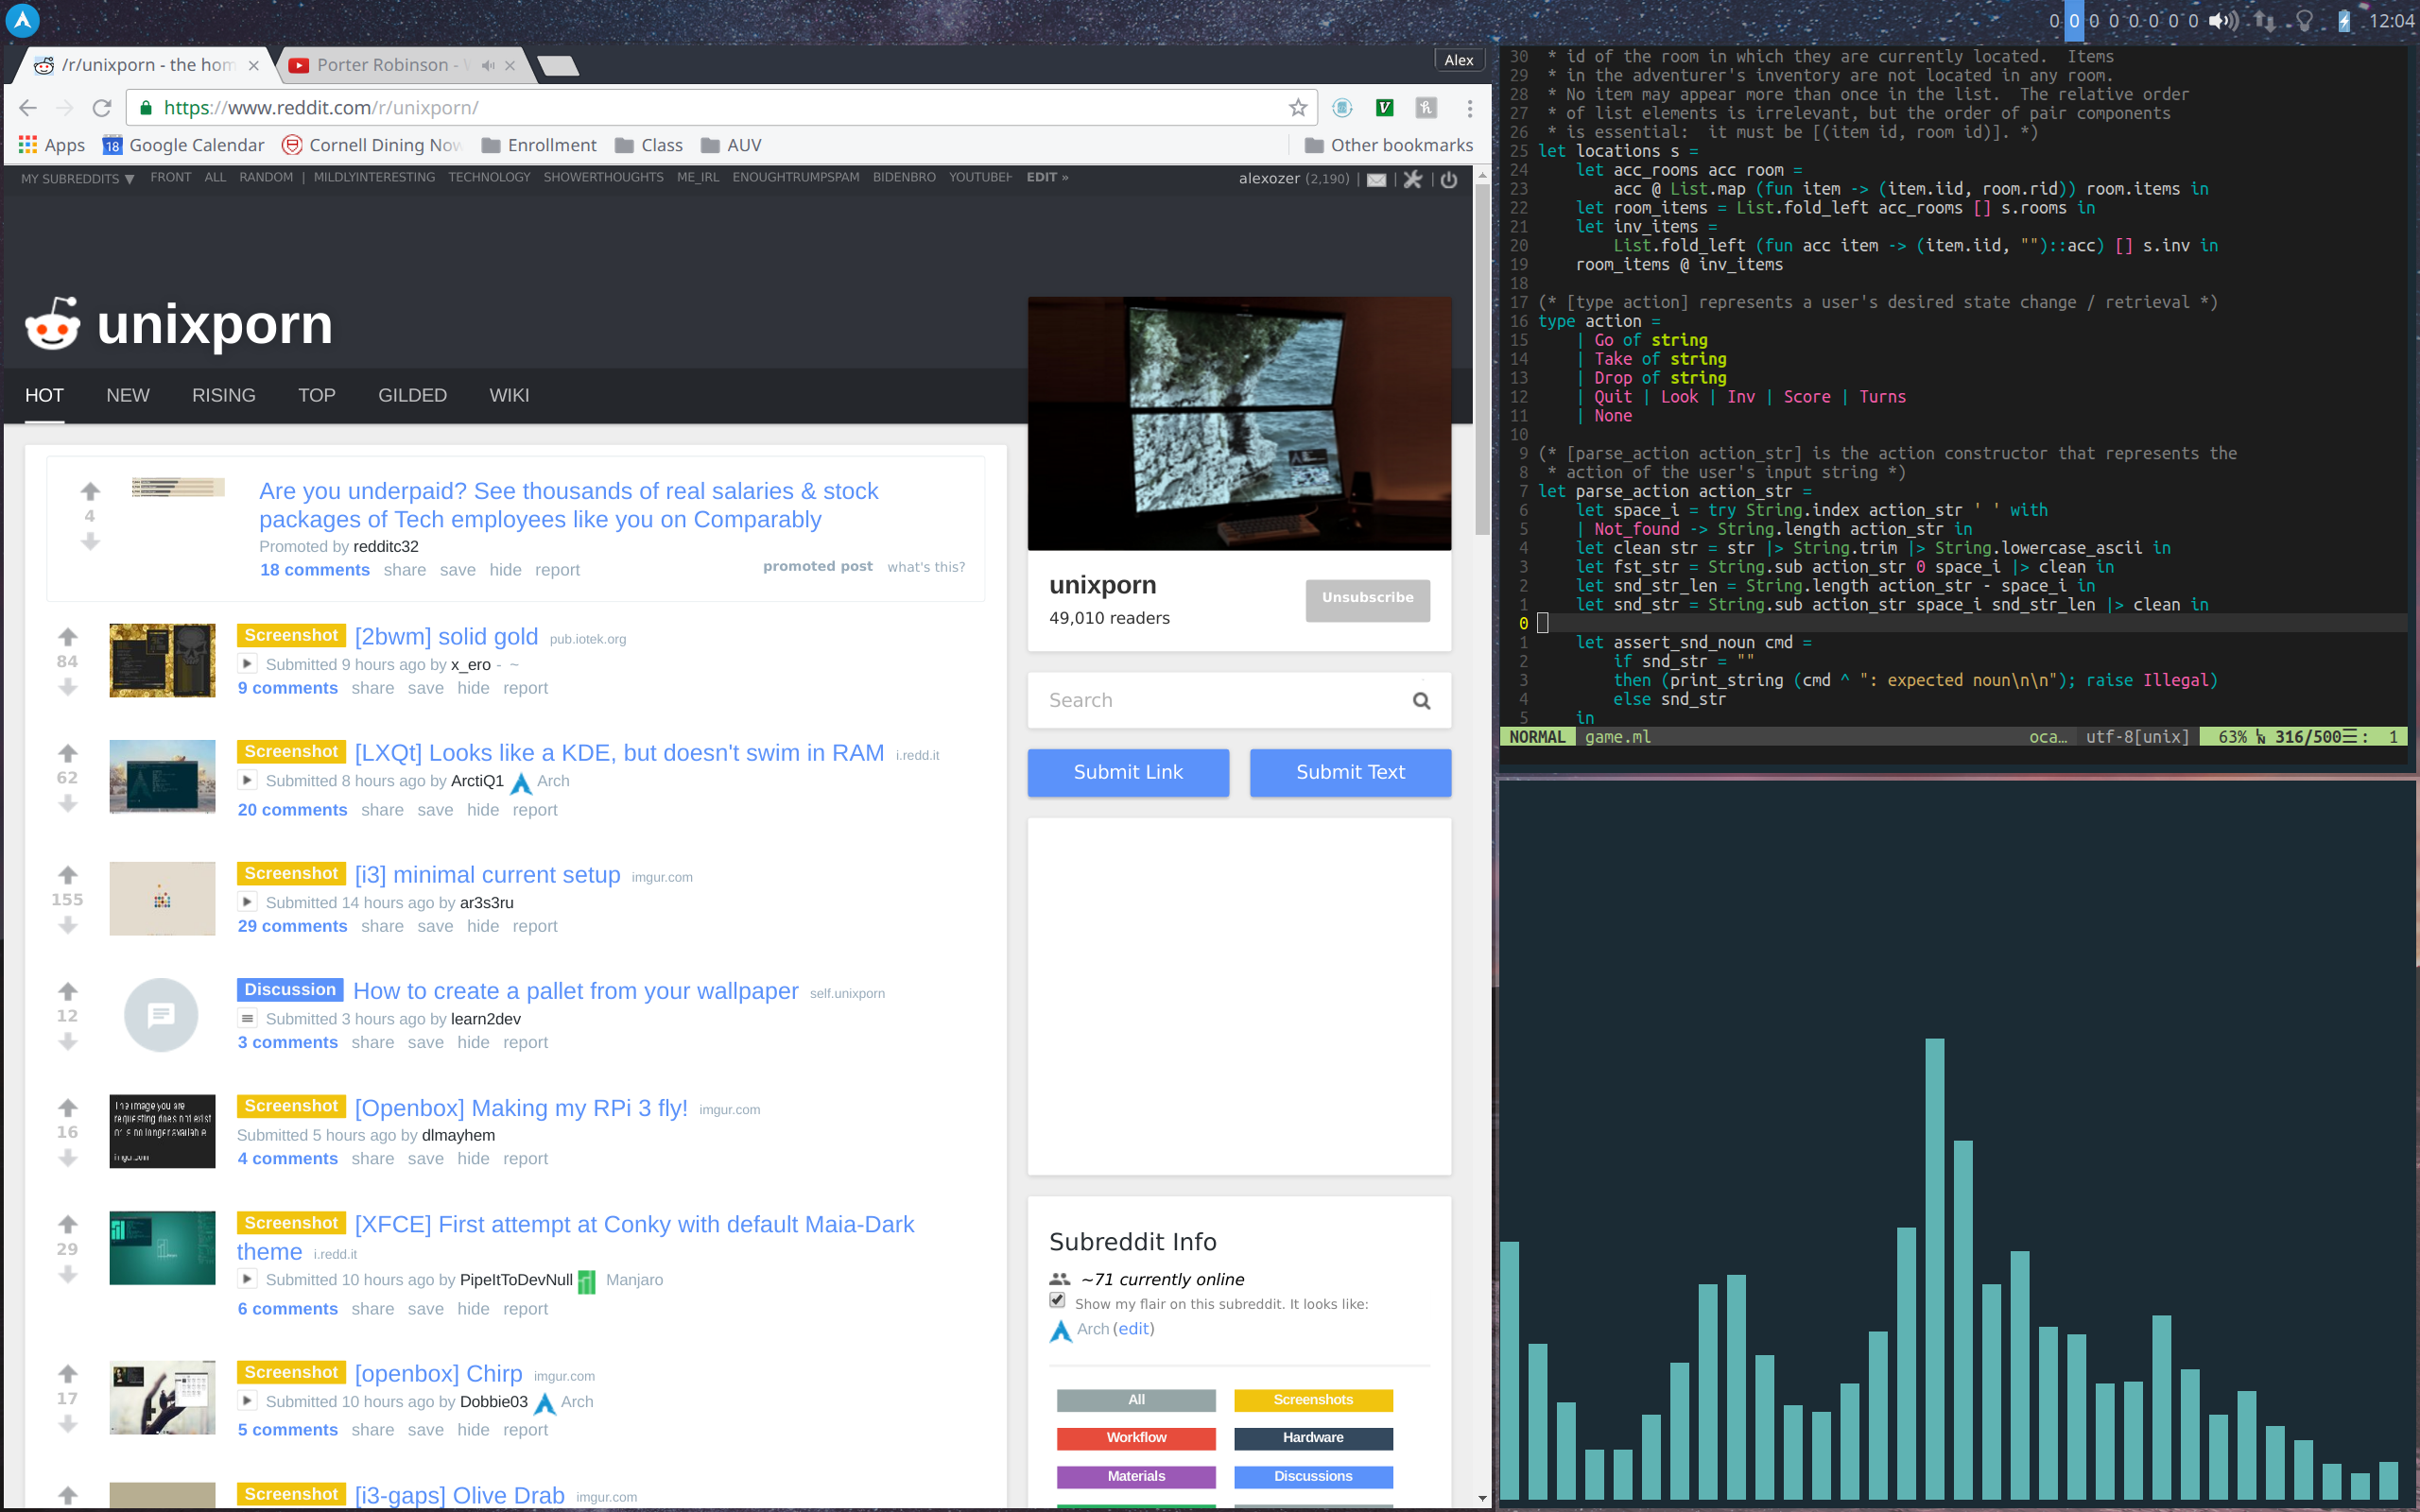 0 0 0 0 0 0 0 0 12:04
/r/unixporn - the hom
Porter Robinson -
Alex
https://www.reddit.com/r/unixporn/
Apps 18 Google Calendar Cornell Dining Now Enrollment Class AUV Other bookmarks
MY SUBREDDITS ▼ FRONT ALL RANDOM | MILDLYINTERESTING TECHNOLOGY SHOWERTHOUGHTS ME_IRL ENOUGHTRUMPSPAM BIDENBRO EDIT »
alexozer (2,190) | | |
unixporn
HOT NEW RISING TOP GILDED WIKI
4
Are you underpaid? See thousands of real salaries & stock
packages of Tech employees like you on Comparably
Promoted by redditc32
18 comments share save hide report
promoted post what's this?
84
Screenshot [2bwm] solid gold pub.iotek.org
Submitted 9 hours ago by x_ero - ~
9 comments share save hide report
62
Screenshot [LXQt] Looks like a KDE, but doesn't swim in RAM i.redd.it
Submitted 8 hours ago by ArctiQ1 Arch
20 comments share save hide report
155
Screenshot [i3] minimal current setup imgur.com
Submitted 14 hours ago by ar3s3ru
29 comments share save hide report
12
Discussion How to create a pallet from your wallpaper self.unixporn
Submitted 3 hours ago by learn2dev
3 comments share save hide report
16
The image you are
requesting does not exist
or is no longer available
imgur.com
Screenshot [Openbox] Making my RPi 3 fly! imgur.com
Submitted 5 hours ago by dlmayhem
4 comments share save hide report
29
Screenshot [XFCE] First attempt at Conky with default Maia-Dark
theme i.redd.it
Submitted 10 hours ago by PipeItToDevNull Manjaro
6 comments share save hide report
17
Screenshot [openbox] Chirp imgur.com
Submitted 10 hours ago by Dobbie03 Arch
5 comments share save hide report
Screenshot [i3-gaps] Olive Drab imgur.com
unixporn
49,010 readers
Unsubscribe
Search
Submit Link Submit Text
Subreddit Info
~71 currently online
Show my flair on this subreddit. It looks like:
Arch (edit)
All Screenshots
Workflow Hardware
Materials Discussions
30 * id of the room in which they are currently located.  Items
29 * in the adventurer's inventory are not located in any room.
28 * No item may appear more than once in the list.  The relative order
27 * of list elements is irrelevant, but the order of pair components
26 * is essential:  it must be [(item id, room id)]. *)
25 let locations s =
24     let acc_rooms acc room =
23         acc @ List.map (fun item -> (item.iid, room.rid)) room.items in
22     let room_items = List.fold_left acc_rooms [] s.rooms in
21     let inv_items =
20         List.fold_left (fun acc item -> (item.iid, "")::acc) [] s.inv in
19     room_items @ inv_items
18
17 (* [type action] represents a user's desired state change / retrieval *)
16 type action =
15     | Go of string
14     | Take of string
13     | Drop of string
12     | Quit | Look | Inv | Score | Turns
11     | None
10
9 (* [parse_action action_str] is the action constructor that represents the
8  * action of the user's input string *)
7 let parse_action action_str =
6     let space_i = try String.index action_str ' ' with
5     | Not_found -> String.length action_str in
4     let clean str = str |> String.trim |> String.lowercase_ascii in
3     let fst_str = String.sub action_str 0 space_i |> clean in
2     let snd_str_len = String.length action_str - space_i in
1     let snd_str = String.sub action_str space_i snd_str_len |> clean in
0
1     let assert_snd_noun cmd =
2         if snd_str = ""
3         then (print_string (cmd ^ ": expected noun\n\n"); raise Illegal)
4         else snd_str
5     in
NORMAL game.ml oca… utf-8[unix] 63% ㏑ 316/500☰: 1